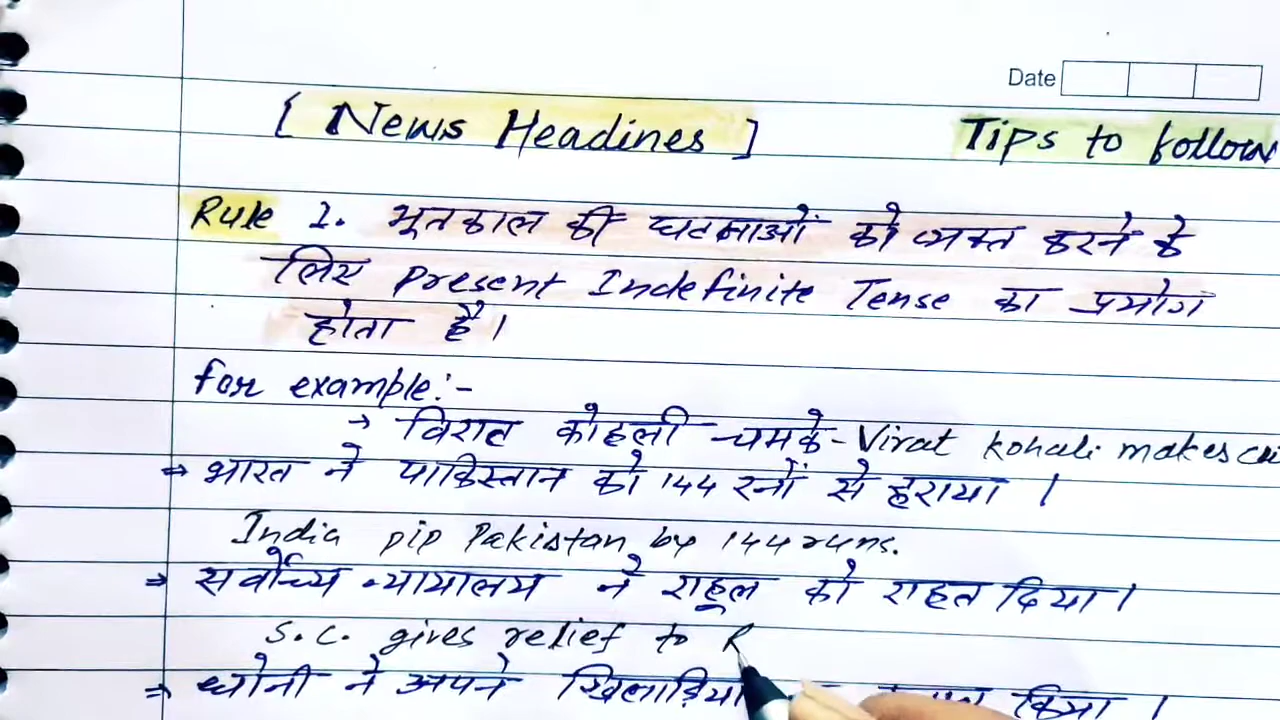 Date
[ News Headines ] Tips to follow
Rule 1. भूतकाल की घटनाओं को व्यक्त करने के
लिए Present Indefinite Tense का प्रयोग
होता है।
for example:-
→ विराट कोहली चमके - Virat kohali makes
⇒ भारत ने पाकिस्तान को 144 रनों से हराया ।
India pip Pakistan by 144 runs.
⇒ सर्वोच्च न्यायालय ने राहूल को राहत दिया ।
S.C. gives relief to R
⇒ धोनी ने अपने किया ।